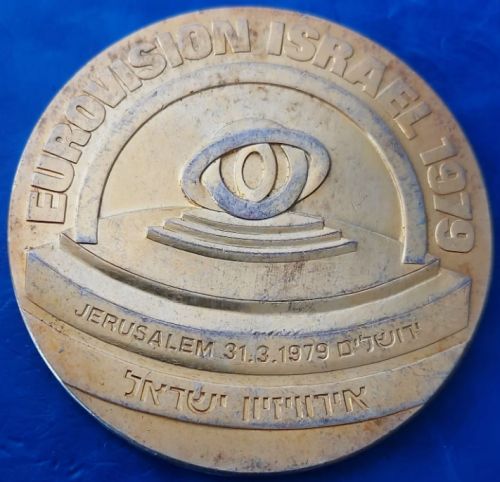 EUROVISION ISRAEL 1979
JERUSALEM 31.3.1979 ירושלים
אירוויזיון ישראל